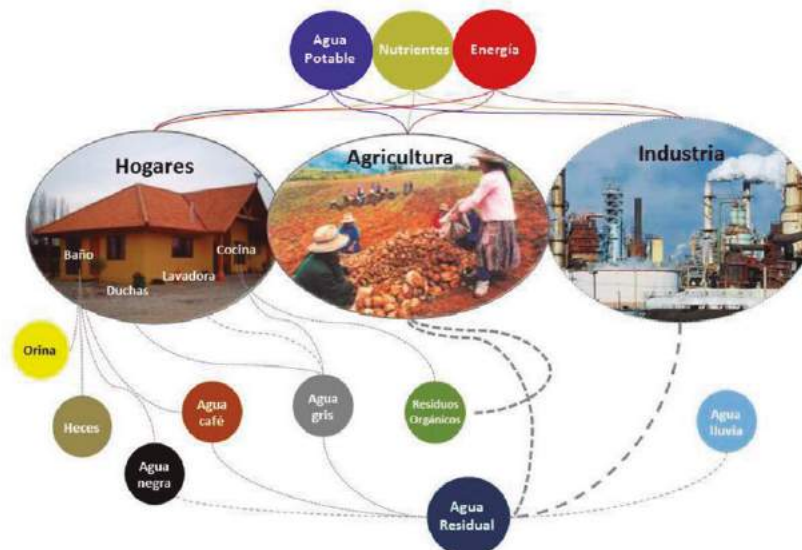 Agua
Potable
Nutrientes
Energía
Hogares
Agricultura
Industria
Baño
Cocina
Lavadora
Duchas
Orina
Heces
Agua
café
Agua
gris
Residuos
Orgánicos
Agua
lluvia
Agua
negra
Agua
Residual